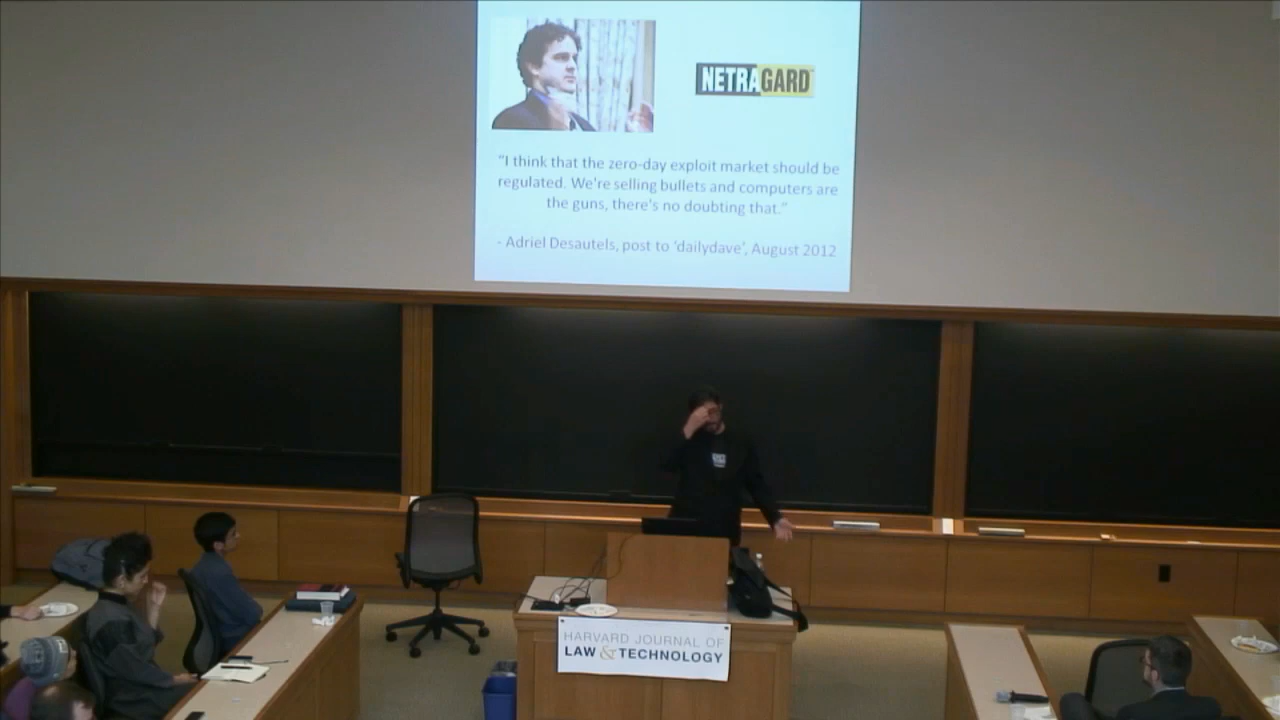 NETRAGARD
“I think that the zero-day exploit market should be
regulated. We're selling bullets and computers are
the guns, there's no doubting that.”
- Adriel Desautels, post to 'dailydave', August 2012
HARVARD JOURNAL OF
LAW & TECHNOLOGY